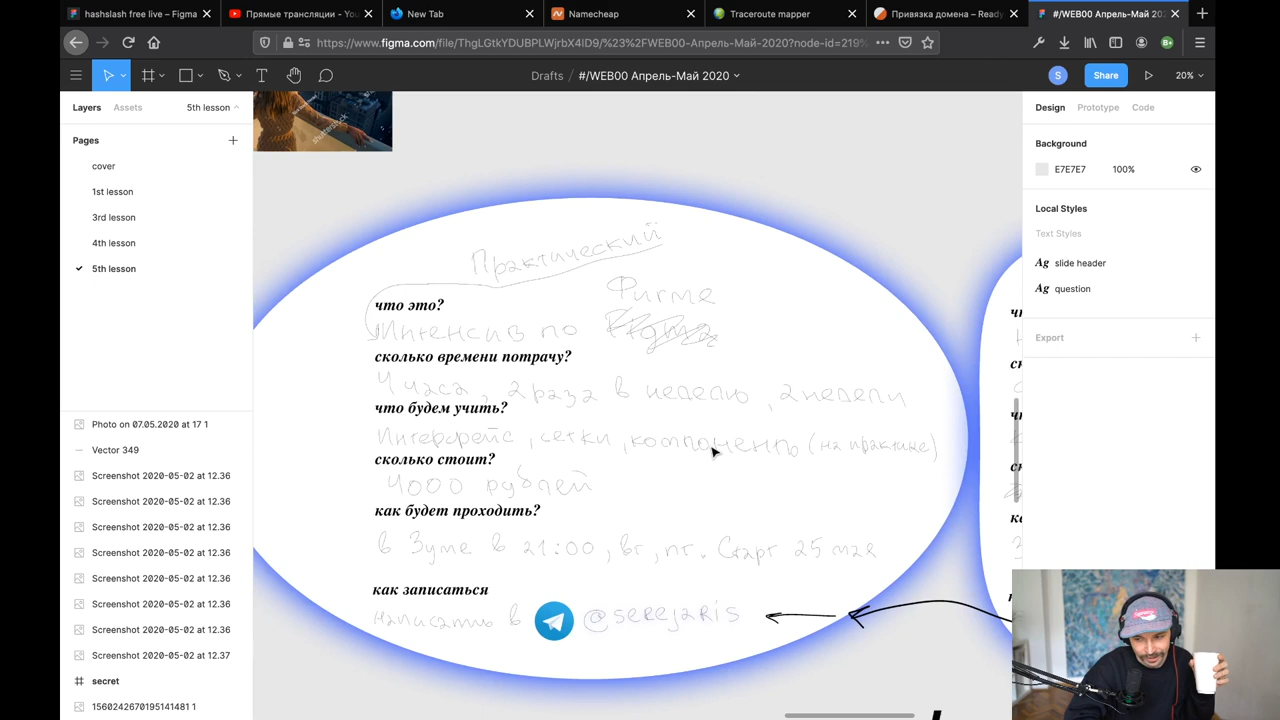 hashslash free live – Figma
Прямые трансляции - You
New Tab
Namecheap
Traceroute mapper
Привязка домена – Ready
#/WEB00 Апрель-Май 202
https://www.figma.com/file/ThgLGtkYDUBPLWjrbX4ID9/%23%2FWEB00-Апрель-Май-2020?node-id=219%
Drafts / #/WEB00 Апрель-Май 2020
S
Share
20%
Layers
Assets
5th lesson
Design
Prototype
Code
Pages
cover
1st lesson
3rd lesson
4th lesson
5th lesson
Background
E7E7E7
100%
Local Styles
Text Styles
Ag slide header
Ag question
Export
shutterstock
Практический
что это?
Фигме
Интенсив по
сколько времени потрачу?
4 часа, 2 раза в неделю, 2 недели
что будем учить?
Интерфейс, сетки, компоненты (на практике)
сколько стоит?
4000 рублей
как будет проходить?
в Зуме в 21:00, вт, пт. Старт 25 мая
как записаться
написать в @serejaris
Photo on 07.05.2020 at 17 1
Vector 349
Screenshot 2020-05-02 at 12.36
Screenshot 2020-05-02 at 12.36
Screenshot 2020-05-02 at 12.36
Screenshot 2020-05-02 at 12.36
Screenshot 2020-05-02 at 12.36
Screenshot 2020-05-02 at 12.36
Screenshot 2020-05-02 at 12.36
Screenshot 2020-05-02 at 12.37
secret
1560242670195141481 1